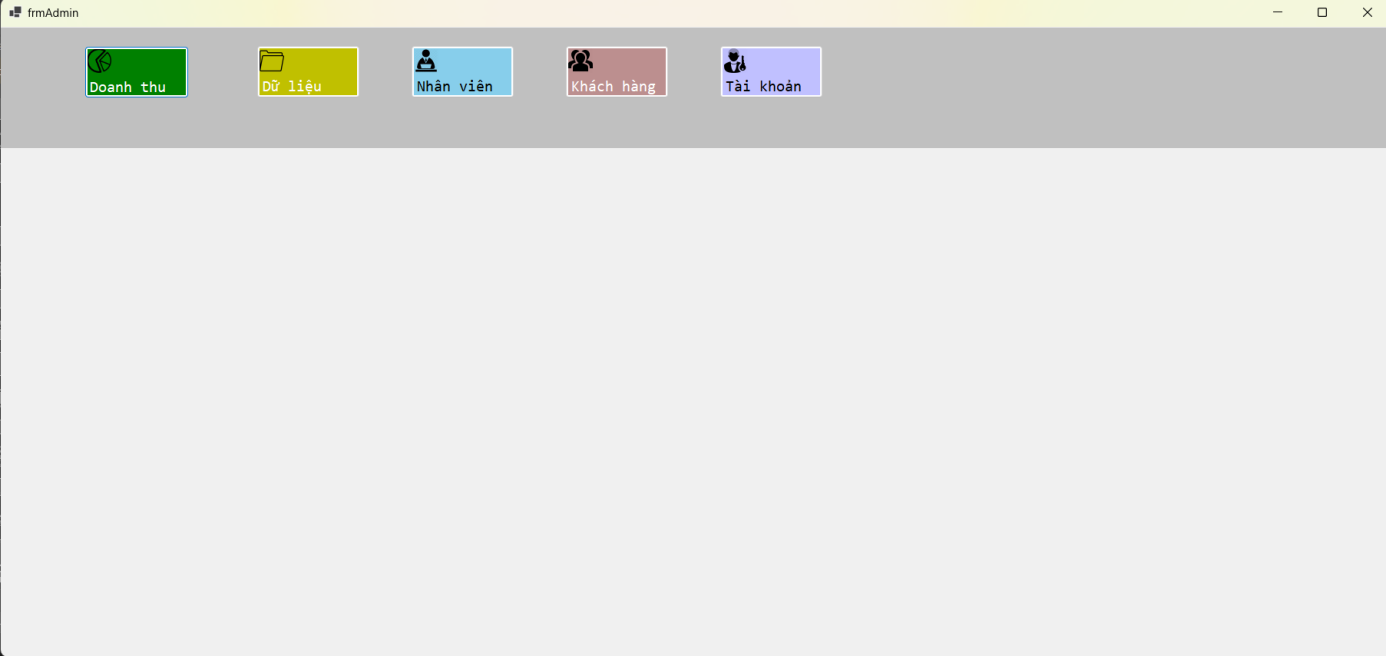 frmAdmin
Doanh thu
Dữ liệu
Nhân viên
Khách hàng
Tài khoản